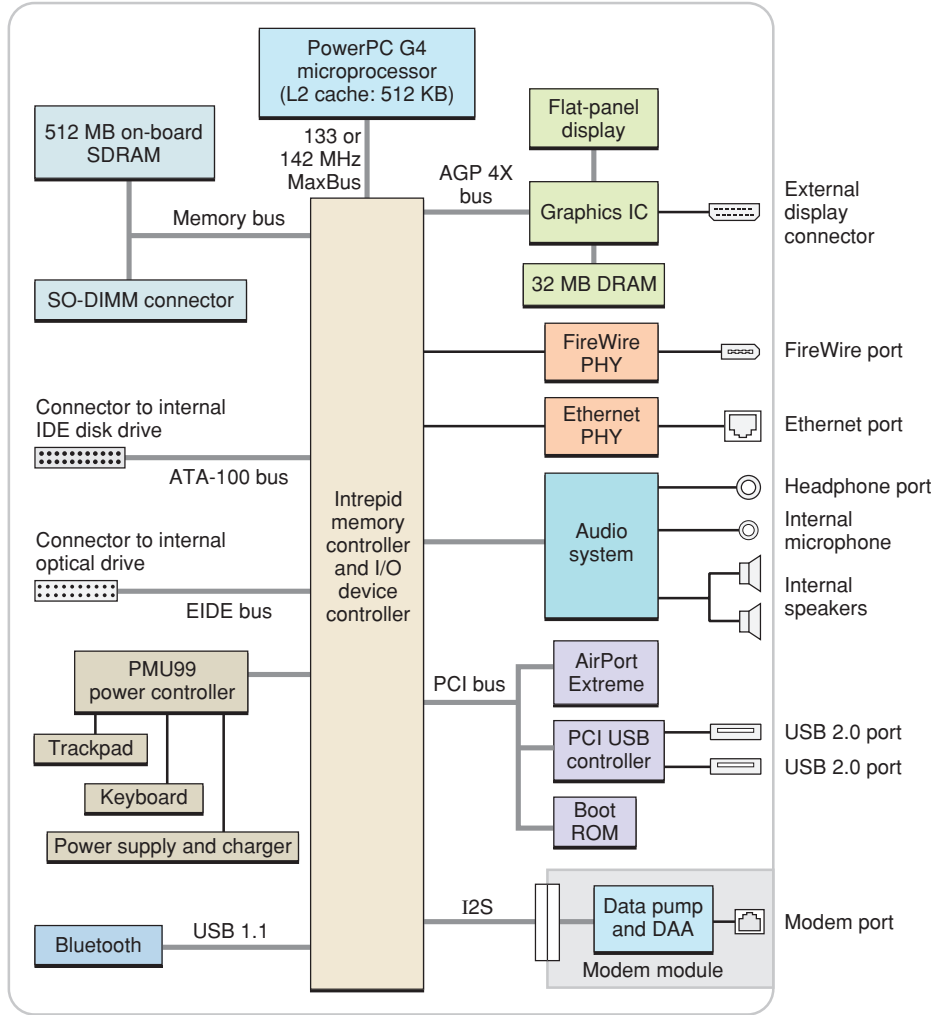 PowerPC G4
microprocessor
(L2 cache: 512 KB)
512 MB on-board
SDRAM
133 or
142 MHz
MaxBus
Flat-panel
display
AGP 4X
bus
Graphics IC
External
display
connector
Memory bus
SO-DIMM connector
32 MB DRAM
FireWire
PHY
FireWire port
Connector to internal
IDE disk drive
ATA-100 bus
Ethernet
PHY
Ethernet port
Intrepid
memory
controller
and I/O
device
controller
Audio
system
Headphone port
Internal
microphone
Internal
speakers
Connector to internal
optical drive
EIDE bus
PMU99
power controller
Trackpad
Keyboard
Power supply and charger
PCI bus
AirPort
Extreme
PCI USB
controller
USB 2.0 port
USB 2.0 port
Boot
ROM
Bluetooth
USB 1.1
I2S
Data pump
and DAA
Modem module
Modem port